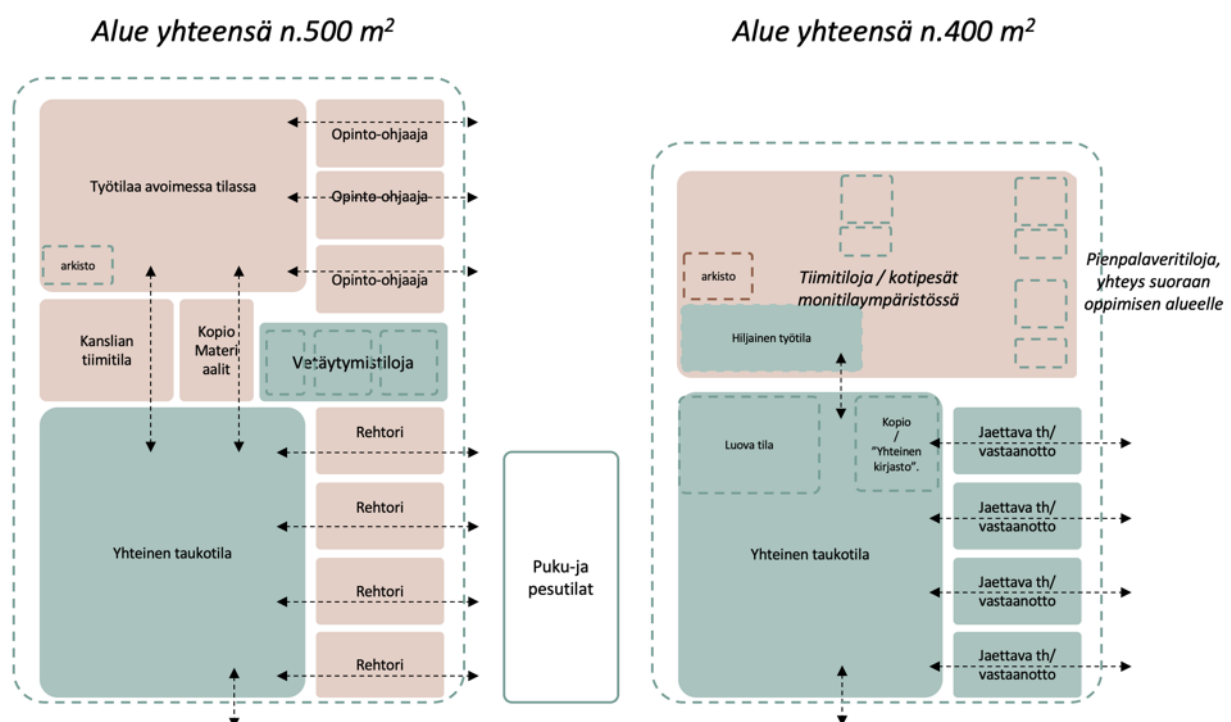 Alue yhteensä n.500 m²
Alue yhteensä n.400 m²
Työtilaa avoimessa tilassa
arkisto
Opinto-ohjaaja
Opinto-ohjaaja
Opinto-ohjaaja
Kanslian
tiimitila
Kopio
Materi
aalit
Vetäytymistiloja
Yhteinen taukotila
Rehtori
Rehtori
Rehtori
Rehtori
Puku-ja
pesutilat
arkisto
Tiimitiloja / kotipesät
monitilaympäristössä
Pienpalaveritiloja,
yhteys suoraan
oppimisen alueelle
Hiljainen työtila
Luova tila
Kopio
/
”Yhteinen
kirjasto”.
Yhteinen taukotila
Jaettava th/
vastaanotto
Jaettava th/
vastaanotto
Jaettava th/
vastaanotto
Jaettava th/
vastaanotto